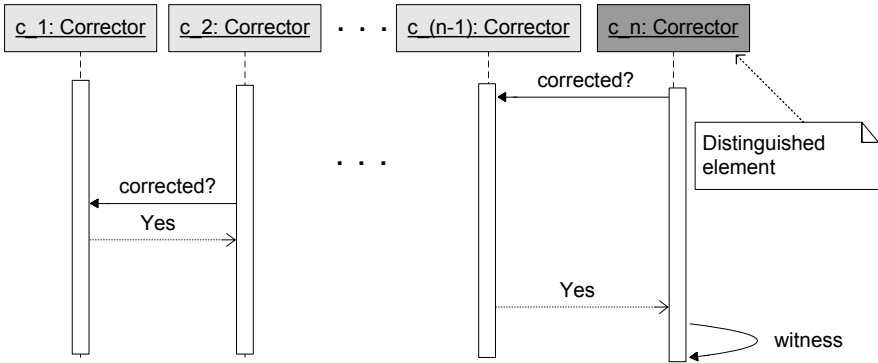 c_1: Corrector
c_2: Corrector
. . .
c_(n-1): Corrector
c_n: Corrector
corrected?
Distinguished
element
. . .
corrected?
Yes
Yes
witness